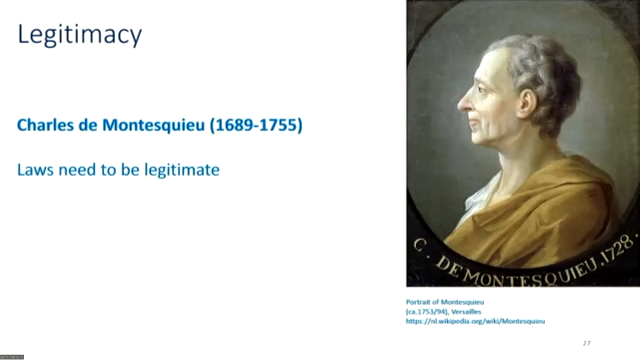 Legitimacy
Charles de Montesquieu (1689-1755)
Laws need to be legitimate
C. DE MONTESQUIEU. 1728.
Portrait of Montesquieu
(ca.1753/94), Versailles
https://nl.wikipedia.org/wiki/Montesquieu
27